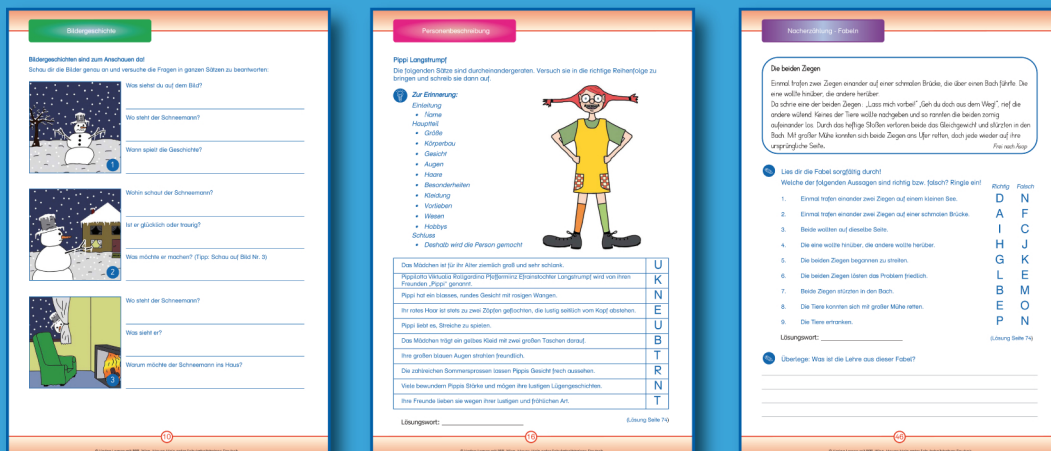 Bildergeschichte
Bildergeschichten sind zum Anschauen da!
Schau dir die Bilder genau an und versuche die Fragen in ganzen Sätzen zu beantworten:
Was siehst du auf dem Bild?
Wo steht der Schneemann?
Wann spielt die Geschichte?
1
Wohin schaut der Schneemann?
Ist er glücklich oder traurig?
Was möchte er machen? (Tipp: Schau auf Bild Nr. 3)
2
Wo steht der Schneemann?
Was sieht er?
Warum möchte der Schneemann ins Haus?
3
10
Personenbeschreibung
Pippi Langstrumpf
Die folgenden Sätze sind durcheinandergeraten. Versuch sie in die richtige Reihenfolge zu
bringen und schreib sie dann auf.
Zur Erinnerung:
Einleitung
• Name
Hauptteil
• Größe
• Körperbau
• Gesicht
• Augen
• Haare
• Besonderheiten
• Kleidung
• Vorlieben
• Wesen
• Hobbys
Schluss
• Deshalb wird die Person gemocht
Das Mädchen ist für ihr Alter ziemlich groß und sehr schlank. U
Pippilotta Viktualia Rollgardina Pfefferminz Efraimstochter Langstrumpf wird von ihren
Freunden „Pippi" genannt. K
Pippi hat ein blasses, rundes Gesicht mit rosigen Wangen. N
Ihr rotes Haar ist stets zu zwei Zöpfen geflochten, die lustig seitlich vom Kopf abstehen. E
Pippi liebt es, Streiche zu spielen. U
Das Mädchen trägt ein gelbes Kleid mit zwei großen Taschen darauf. B
Ihre großen blauen Augen strahlen freundlich. T
Die zahlreichen Sommersprossen lassen Pippis Gesicht frech aussehen. R
Viele bewundern Pippis Stärke und mögen ihre lustigen Lügengeschichten. N
Ihre Freunde lieben sie wegen ihrer lustigen und fröhlichen Art. T
Lösungswort: (Lösung Seite 74)
16
Nacherzählung - Fabeln
Die beiden Ziegen
Einmal trafen zwei Ziegen einander auf einer schmalen Brücke, die über einen Bach führte. Die
eine wollte hinüber, die andere herüber.
Da schrie eine der beiden Ziegen: „Lass mich vorbei!" „Geh du doch aus dem Weg!", rief die
andere wütend. Keines der Tiere wollte nachgeben und so rannten die beiden zornig
aufeinander los. Durch das heftige Stoßen verloren beide das Gleichgewicht und stürzten in den
Bach. Mit großer Mühe konnten sich beide Ziegen ans Ufer retten, doch jede wieder auf ihre
ursprüngliche Seite.
Frei nach Äsop
Lies dir die Fabel sorgfältig durch!
Welche der folgenden Aussagen sind richtig bzw. falsch? Ringle ein!
Richtig Falsch
1. Einmal trafen einander zwei Ziegen auf einem kleinen See. D N
2. Einmal trafen einander zwei Ziegen auf einer schmalen Brücke. A F
3. Beide wollten auf dieselbe Seite. I C
4. Die eine wollte hinüber, die andere wollte herüber. H J
5. Die beiden Ziegen begannen zu streiten. G K
6. Die beiden Ziegen lösten das Problem friedlich. L E
7. Beide Ziegen stürzten in den Bach. B M
8. Die Tiere konnten sich mit großer Mühe retten. E O
9. Die Tiere ertranken. P N
Lösungswort: (Lösung Seite 74)
Überlege: Was ist die Lehre aus dieser Fabel?
46